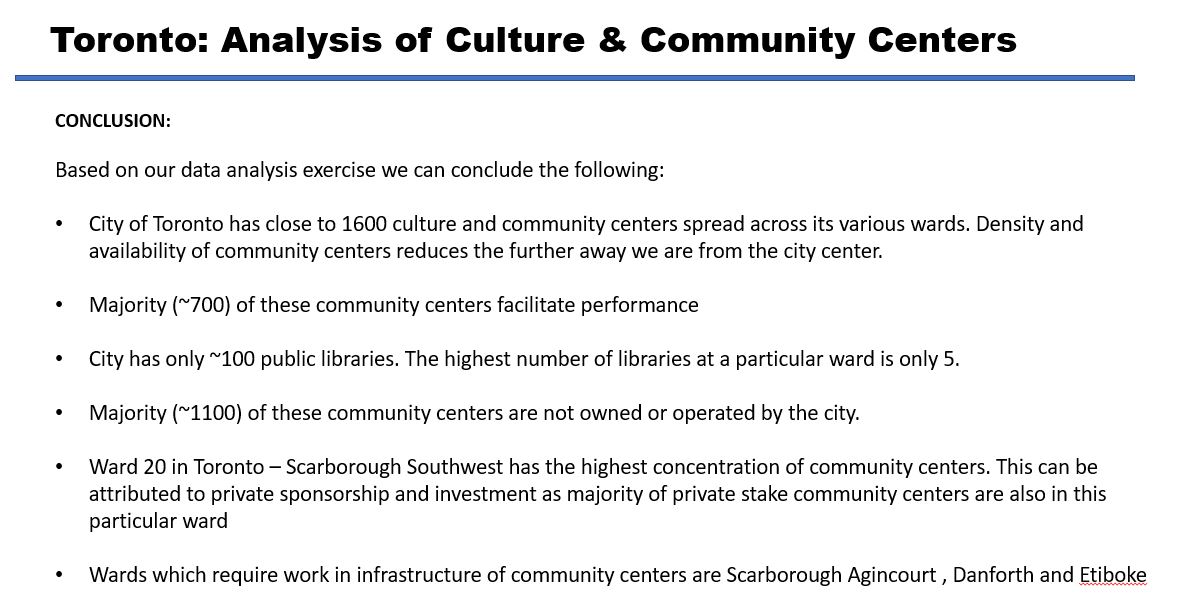 Toronto: Analysis of Culture & Community Centers
CONCLUSION:
Based on our data analysis exercise we can conclude the following:
• City of Toronto has close to 1600 culture and community centers spread across its various wards. Density and
availability of community centers reduces the further away we are from the city center.
• Majority (~700) of these community centers facilitate performance
• City has only ~100 public libraries. The highest number of libraries at a particular ward is only 5.
• Majority (~1100) of these community centers are not owned or operated by the city.
• Ward 20 in Toronto – Scarborough Southwest has the highest concentration of community centers. This can be
attributed to private sponsorship and investment as majority of private stake community centers are also in this
particular ward
• Wards which require work in infrastructure of community centers are Scarborough Agincourt , Danforth and Etiboke